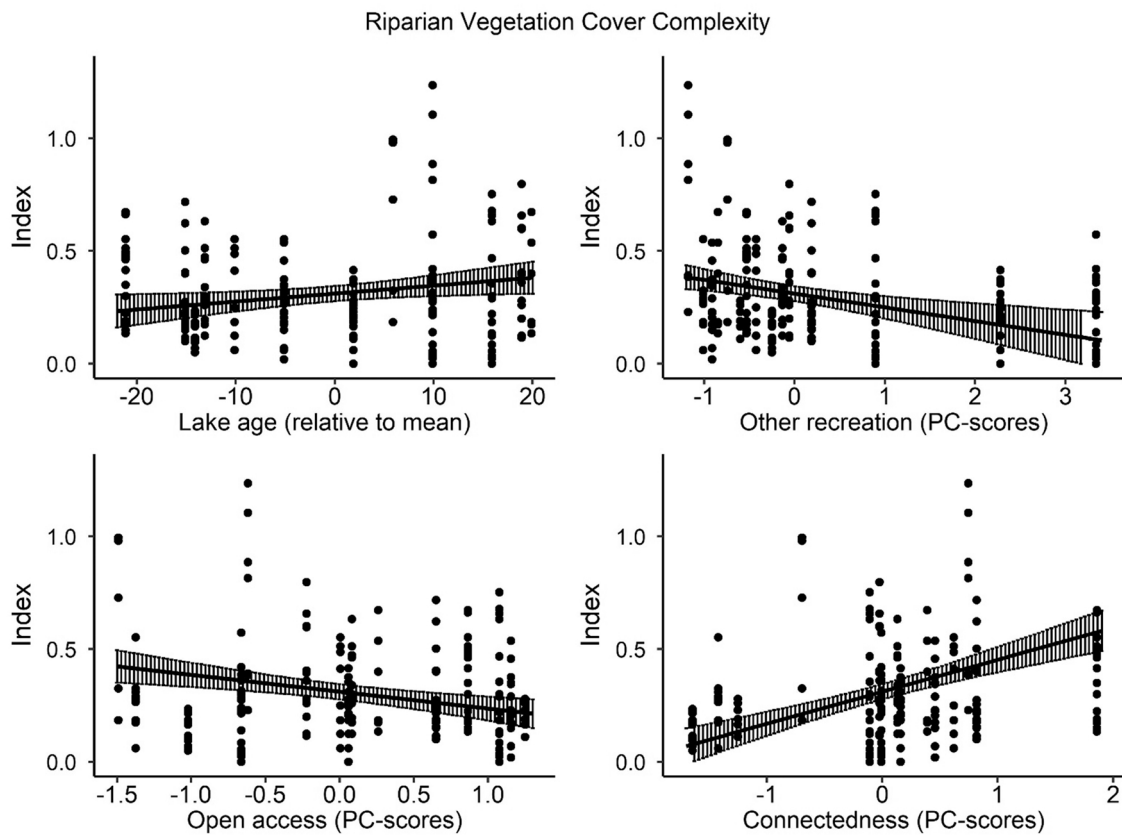 Riparian Vegetation Cover Complexity
Index
1.0
0.5
0.0
-20 -10 0 10 20
Lake age (relative to mean)
Index
1.0
0.5
0.0
-1 0 1 2 3
Other recreation (PC-scores)
Index
1.0
0.5
0.0
-1.5 -1.0 -0.5 0.0 0.5 1.0
Open access (PC-scores)
Index
1.0
0.5
0.0
-1 0 1 2
Connectedness (PC-scores)